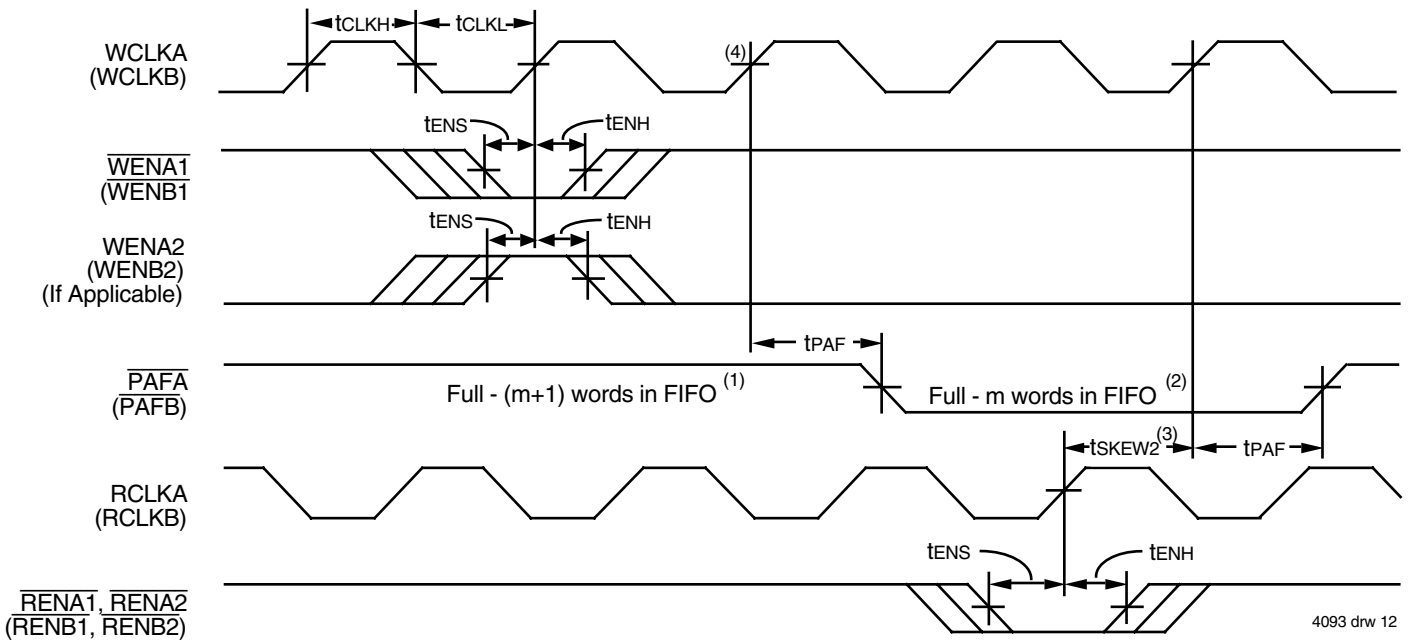 tCLKH
tCLKL
WCLKA
(WCLKB)
(4)
tENS
tENH
WENA1
(WENB1
tENS
tENH
WENA2
(WENB2)
(If Applicable)
tPAF
PAFA
(PAFB)
Full - (m+1) words in FIFO (1)
Full - m words in FIFO (2)
tSKEW2 (3)
tPAF
RCLKA
(RCLKB)
tENS
tENH
RENA1, RENA2
(RENB1, RENB2)
4093 drw 12